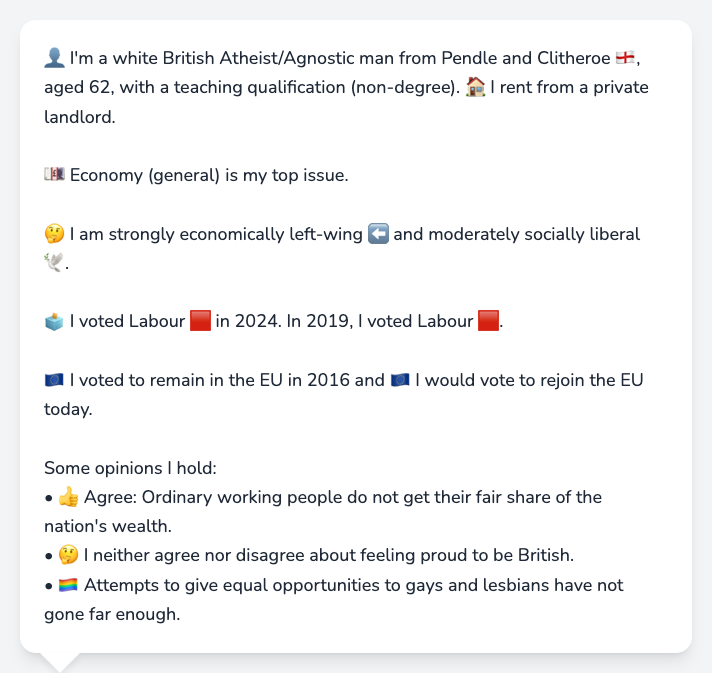 👤 I'm a white British Atheist/Agnostic man from Pendle and Clitheroe 🏴󠁧󠁢󠁥󠁮󠁧󠁿,
aged 62, with a teaching qualification (non-degree). 🏠 I rent from a private
landlord.
💷 Economy (general) is my top issue.
🤔 I am strongly economically left-wing ⬅️ and moderately socially liberal
🕊️.
🗳️ I voted Labour 🟥 in 2024. In 2019, I voted Labour 🟥.
🇪🇺 I voted to remain in the EU in 2016 and 🇪🇺 I would vote to rejoin the EU
today.
Some opinions I hold:
• 👍 Agree: Ordinary working people do not get their fair share of the
nation's wealth.
• 🤔 I neither agree nor disagree about feeling proud to be British.
• 🏳️‍🌈 Attempts to give equal opportunities to gays and lesbians have not
gone far enough.